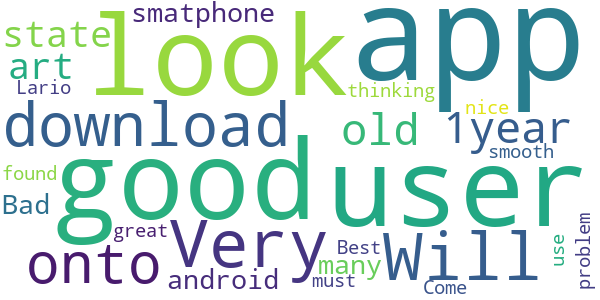 smatphone
look
app
state
art
Lario
thinking
nice
download
old
1year
smooth
good
user
found
Bad
great
Very
Best
Will
use
problem
onto
android
many
must
Come